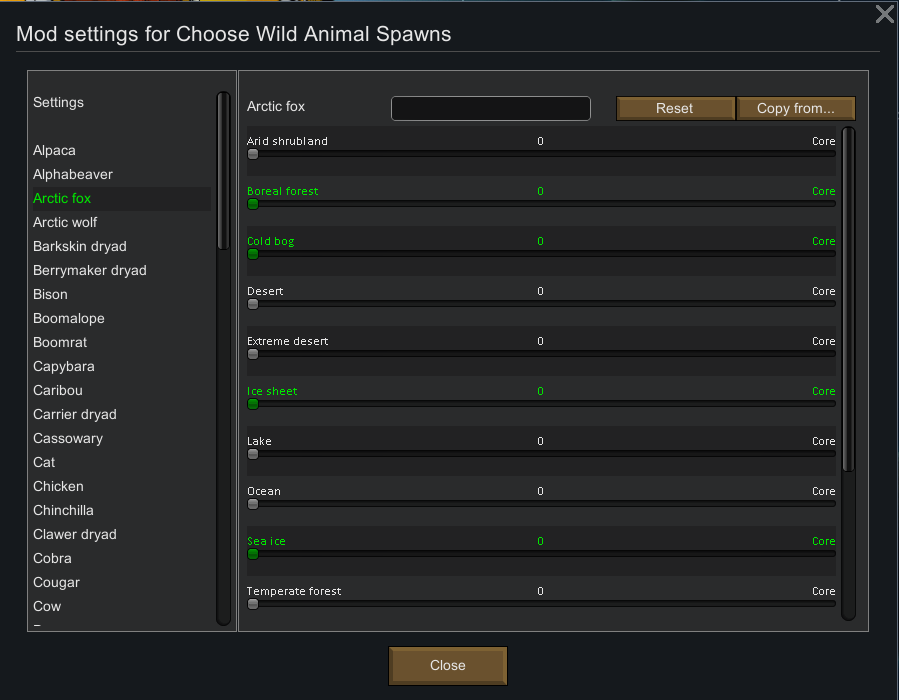 Mod settings for Choose Wild Animal Spawns
Settings
Alpaca
Alphabeaver
Arctic fox
Arctic wolf
Barkskin dryad
Berrymaker dryad
Bison
Boomalope
Boomrat
Capybara
Caribou
Carrier dryad
Cassowary
Cat
Chicken
Chinchilla
Clawer dryad
Cobra
Cougar
Cow
Arctic fox
Reset
Copy from...
Arid shrubland 0 Core
Boreal forest 0 Core
Cold bog 0 Core
Desert 0 Core
Extreme desert 0 Core
Ice sheet 0 Core
Lake 0 Core
Ocean 0 Core
Sea ice 0 Core
Temperate forest 0 Core
Close